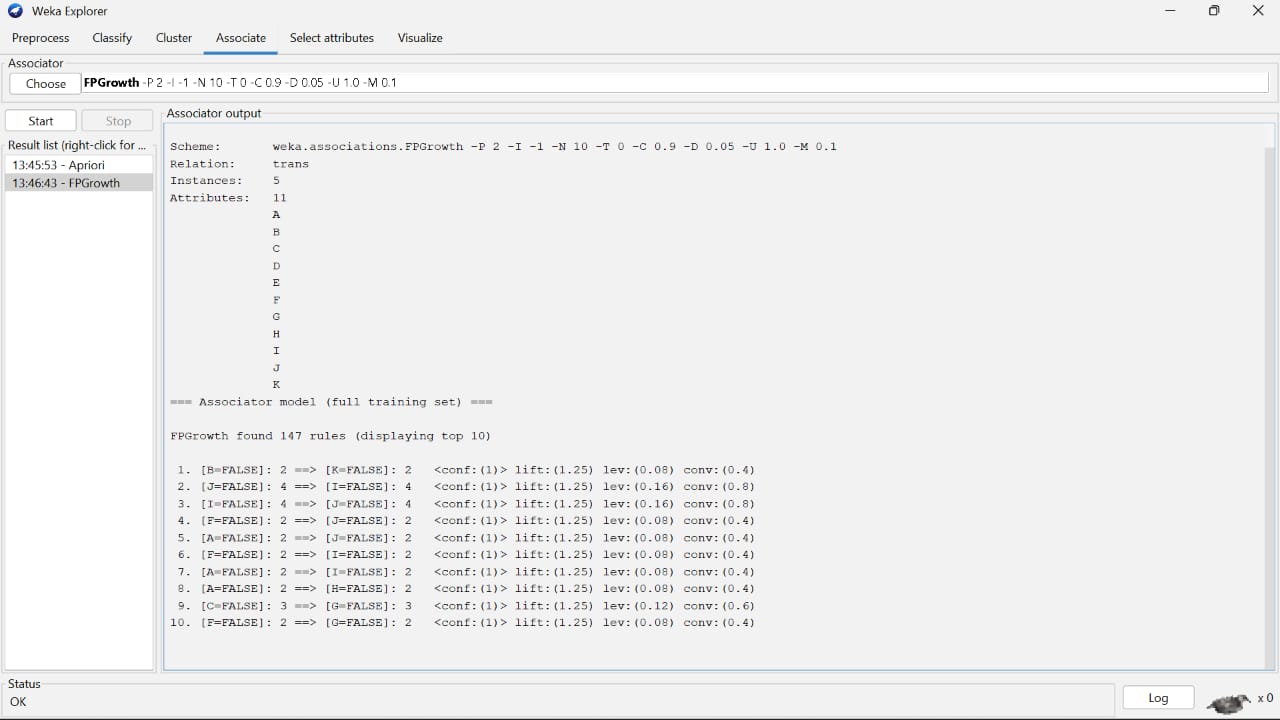 Weka Explorer
Preprocess Classify Cluster Associate Select attributes Visualize
Associator
Choose FPGrowth -P 2 -I -1 -N 10 -T 0 -C 0.9 -D 0.05 -U 1.0 -M 0.1
Start Stop
Result list (right-click for ...
13:45:53 - Apriori
13:46:43 - FPGrowth
Associator output
Scheme: weka.associations.FPGrowth -P 2 -I -1 -N 10 -T 0 -C 0.9 -D 0.05 -U 1.0 -M 0.1
Relation: trans
Instances: 5
Attributes: 11
A
B
C
D
E
F
G
H
I
J
K
=== Associator model (full training set) ===
FPGrowth found 147 rules (displaying top 10)
1. [B=FALSE]: 2 ==> [K=FALSE]: 2 <conf:(1)> lift:(1.25) lev:(0.08) conv:(0.4)
2. [J=FALSE]: 4 ==> [I=FALSE]: 4 <conf:(1)> lift:(1.25) lev:(0.16) conv:(0.8)
3. [I=FALSE]: 4 ==> [J=FALSE]: 4 <conf:(1)> lift:(1.25) lev:(0.16) conv:(0.8)
4. [F=FALSE]: 2 ==> [J=FALSE]: 2 <conf:(1)> lift:(1.25) lev:(0.08) conv:(0.4)
5. [A=FALSE]: 2 ==> [J=FALSE]: 2 <conf:(1)> lift:(1.25) lev:(0.08) conv:(0.4)
6. [F=FALSE]: 2 ==> [I=FALSE]: 2 <conf:(1)> lift:(1.25) lev:(0.08) conv:(0.4)
7. [A=FALSE]: 2 ==> [I=FALSE]: 2 <conf:(1)> lift:(1.25) lev:(0.08) conv:(0.4)
8. [A=FALSE]: 2 ==> [H=FALSE]: 2 <conf:(1)> lift:(1.25) lev:(0.08) conv:(0.4)
9. [C=FALSE]: 3 ==> [G=FALSE]: 3 <conf:(1)> lift:(1.25) lev:(0.12) conv:(0.6)
10. [F=FALSE]: 2 ==> [G=FALSE]: 2 <conf:(1)> lift:(1.25) lev:(0.08) conv:(0.4)
Status
OK
Log
x 0